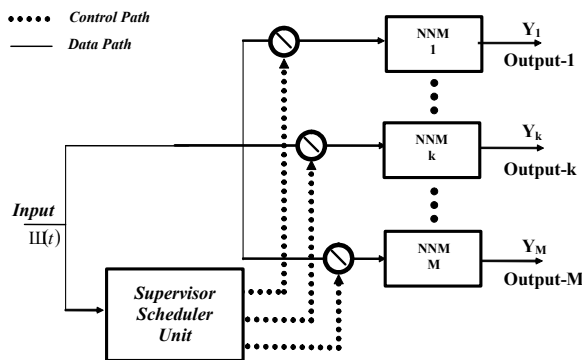 Control Path
Data Path
NNM
1
Y1
Output-1
NNM
k
Yk
Output-k
Input
Ш(t)
NNM
M
YM
Output-M
Supervisor
Scheduler
Unit